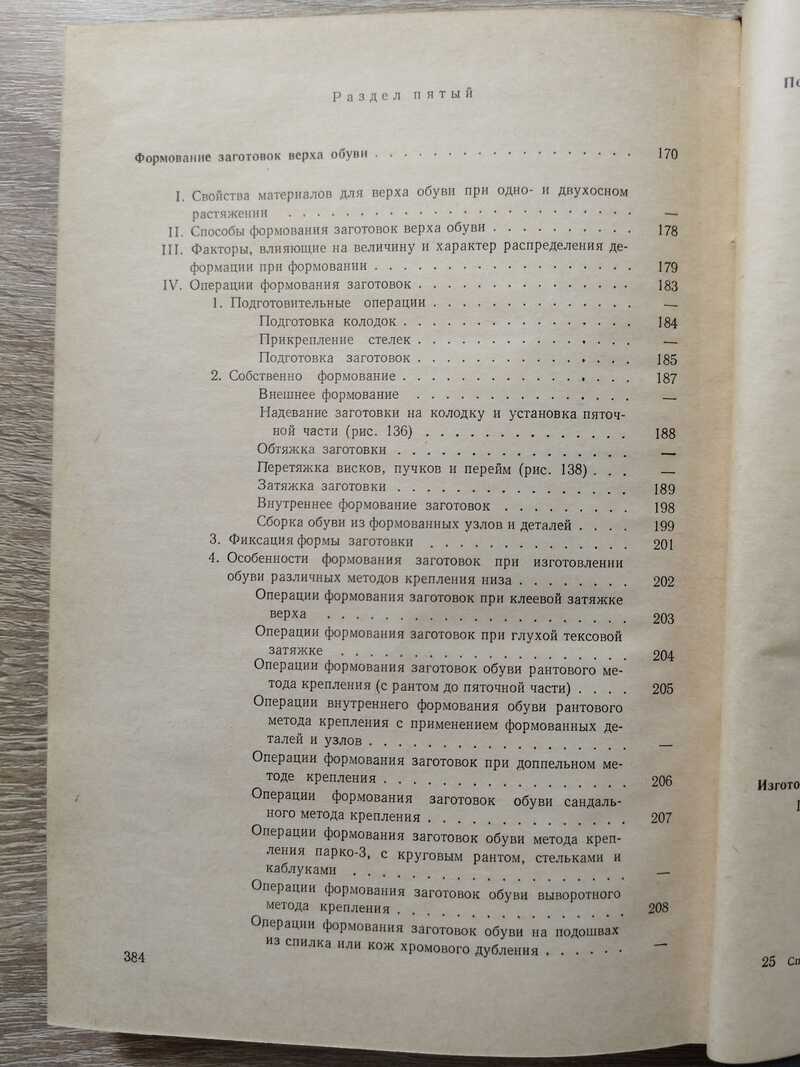 Раздел пятый
Формование заготовок верха обуви . . . . . . . . . . . . . . . . . . 170
I. Свойства материалов для верха обуви при одно- и двухосном
растяжении . . . . . . . . . . . . . . . . . . . . . . . . —
II. Способы формования заготовок верха обуви . . . . . . . . . . 178
III. Факторы, влияющие на величину и характер распределения де-
формации при формовании . . . . . . . . . . . . . . . . . . 179
IV. Операции формования заготовок . . . . . . . . . . . . . . . 183
1. Подготовительные операции . . . . . . . . . . . . . . —
Подготовка колодок . . . . . . . . . . . . . . . . 184
Прикрепление стелек . . . . . . . . . . . . . . . —
Подготовка заготовок . . . . . . . . . . . . . . . 185
2. Собственно формование . . . . . . . . . . . . . . . . 187
Внешнее формование . . . . . . . . . . . . . . . —
Надевание заготовки на колодку и установка пяточ-
ной части (рис. 136) . . . . . . . . . . . . . . 188
Обтяжка заготовки . . . . . . . . . . . . . . . . —
Перетяжка висков, пучков и перейм (рис. 138) . . . —
Затяжка заготовки . . . . . . . . . . . . . . . . 189
Внутреннее формование заготовок . . . . . . . . . 198
Сборка обуви из формованных узлов и деталей . . . . 199
3. Фиксация формы заготовки . . . . . . . . . . . . . . 201
4. Особенности формования заготовок при изготовлении
обуви различных методов крепления низа . . . . . . . . 202
Операции формования заготовок при клеевой затяжке
верха . . . . . . . . . . . . . . . . . . . . . 203
Операции формования заготовок при глухой тексовой
затяжке . . . . . . . . . . . . . . . . . . . . 204
Операции формования заготовок обуви рантового ме-
тода крепления (с рантом до пяточной части) . . . . 205
Операции внутреннего формования обуви рантового
метода крепления с применением формованных де-
талей и узлов . . . . . . . . . . . . . . . . . . —
Операции формования заготовок при доппельном ме-
тоде крепления . . . . . . . . . . . . . . . . . 206
Операции формования заготовок обуви сандаль-
ного метода крепления . . . . . . . . . . . . . . 207
Операции формования заготовок обуви метода креп-
ления парко-3, с круговым рантом, стельками и
каблуками . . . . . . . . . . . . . . . . . . . —
Операции формования заготовок обуви выворотного
метода крепления . . . . . . . . . . . . . . . . 208
Операции формования заготовок обуви на подошвах
из спилка или кож хромового дубления . . . . . . —
384
Изгото
25